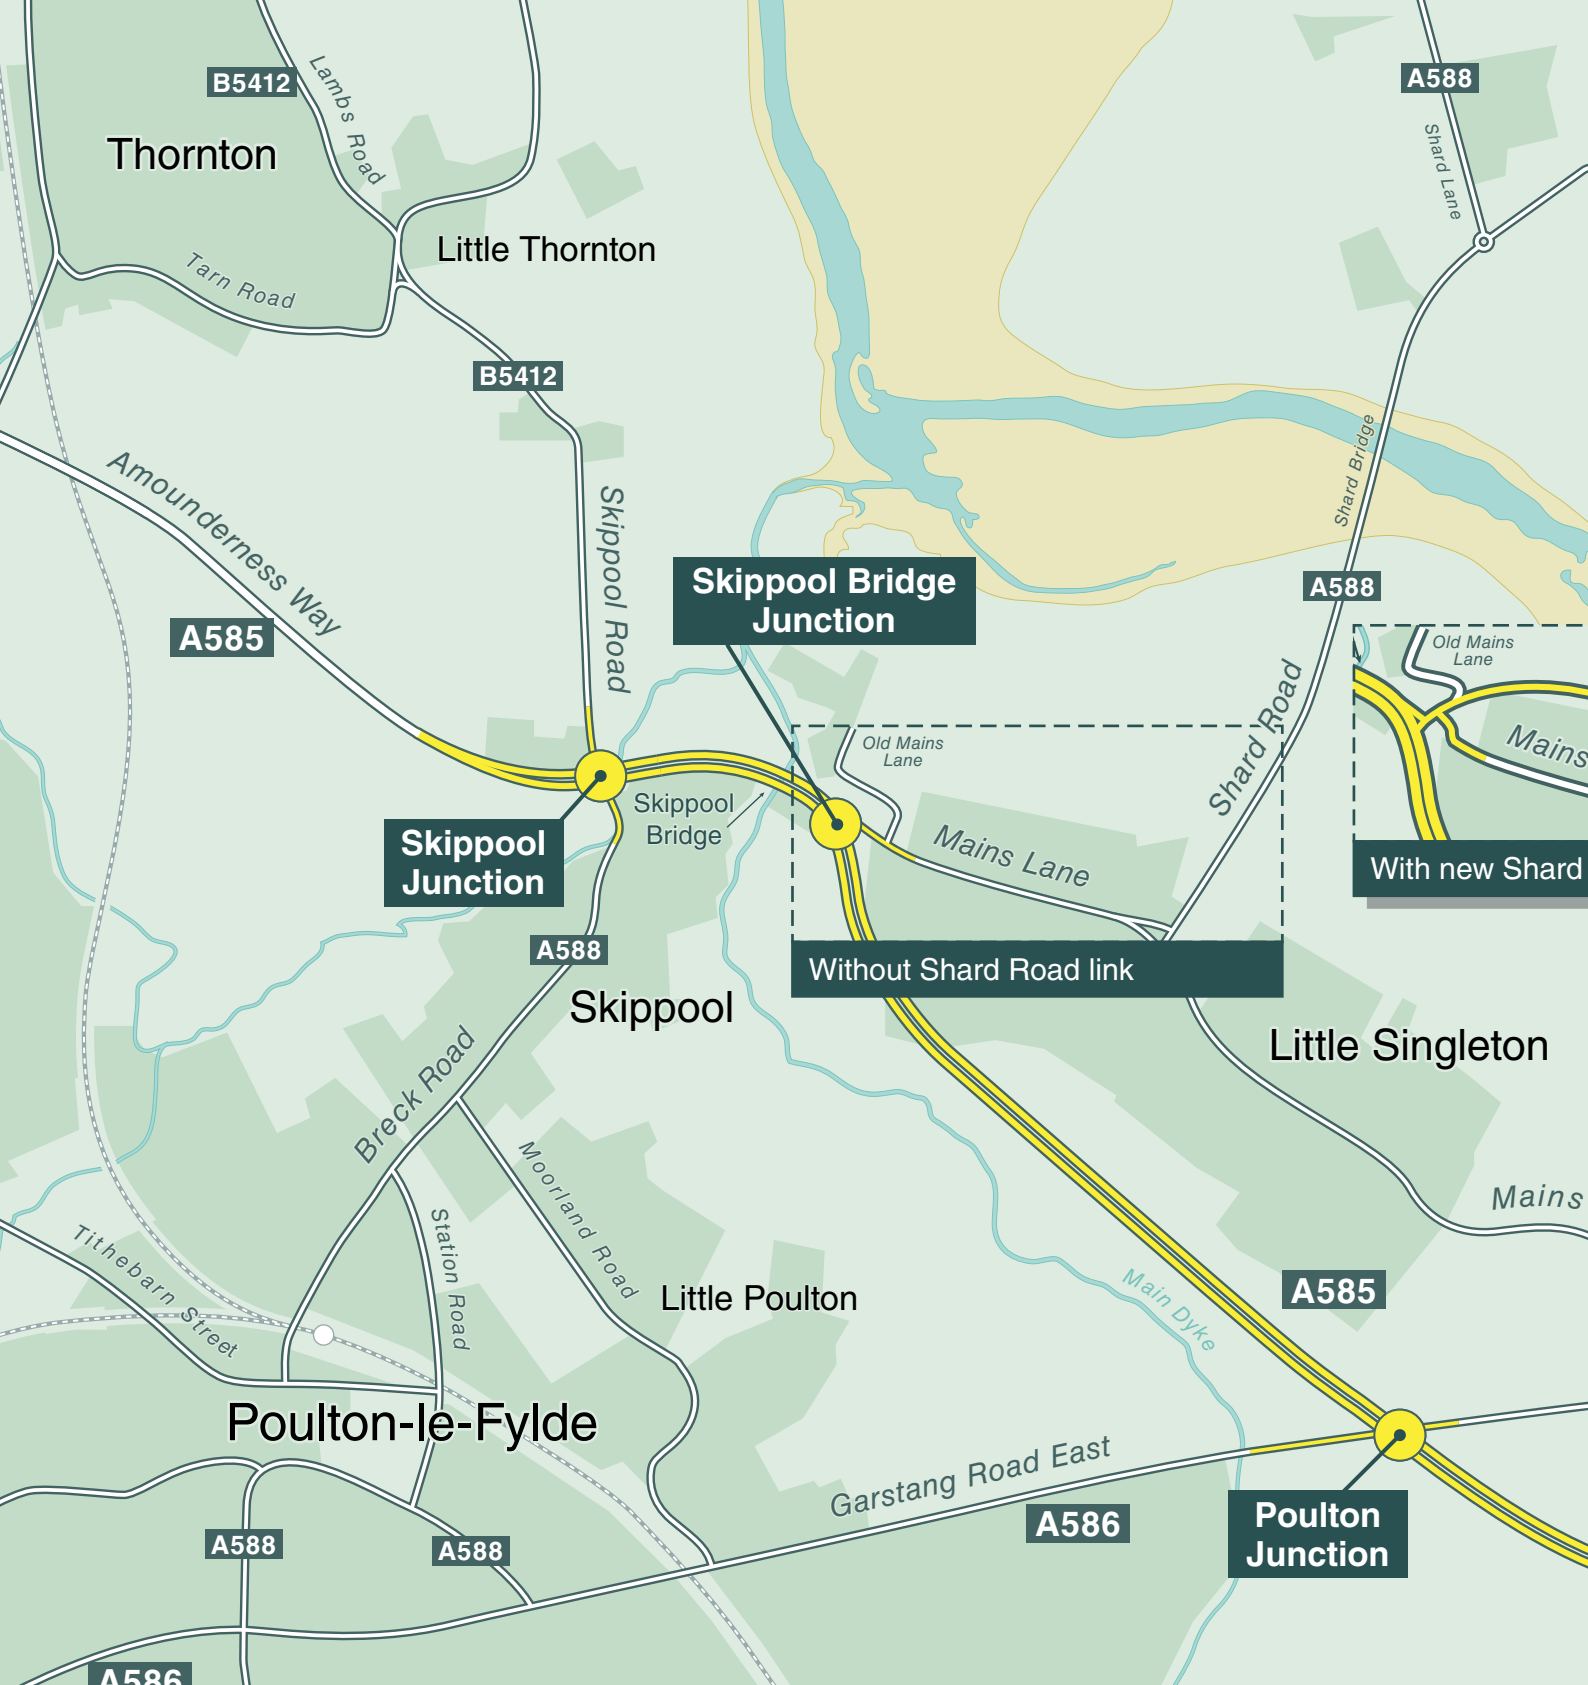 B5412
Lambs Road
A588
Thornton
Shard Lane
Little Thornton
Tarn Road
B5412
Amounderness Way
Skippool Road
Shard Bridge
Skippool Bridge
Junction
A588
A585
Old Mains
Lane
Shard Road
Old Mains
Lane
Mains
Skippool
Bridge
Skippool
Junction
Mains Lane
With new Shard
A588
Without Shard Road link
Skippool
Little Singleton
Breck Road
Moorland Road
Mains
Station Road
Tithebarn Street
Little Poulton
A585
Main Dyke
Poulton-le-Fylde
Garstang Road East
A586
Poulton
Junction
A588
A588
A586